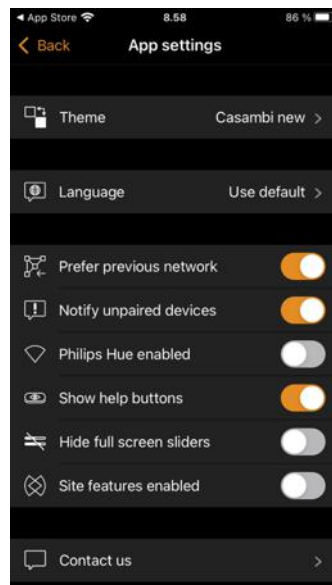 App Store 8.58 86 %
Back App settings
Theme Casambi new
Language Use default
Prefer previous network
Notify unpaired devices
Philips Hue enabled
Show help buttons
Hide full screen sliders
Site features enabled
Contact us